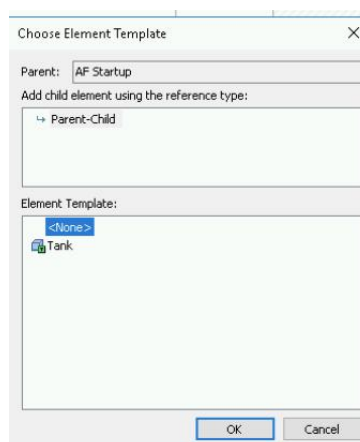 Choose Element Template
Parent: AF Startup
Add child element using the reference type:
Parent-Child
Element Template:
<None>
Tank
OK Cancel